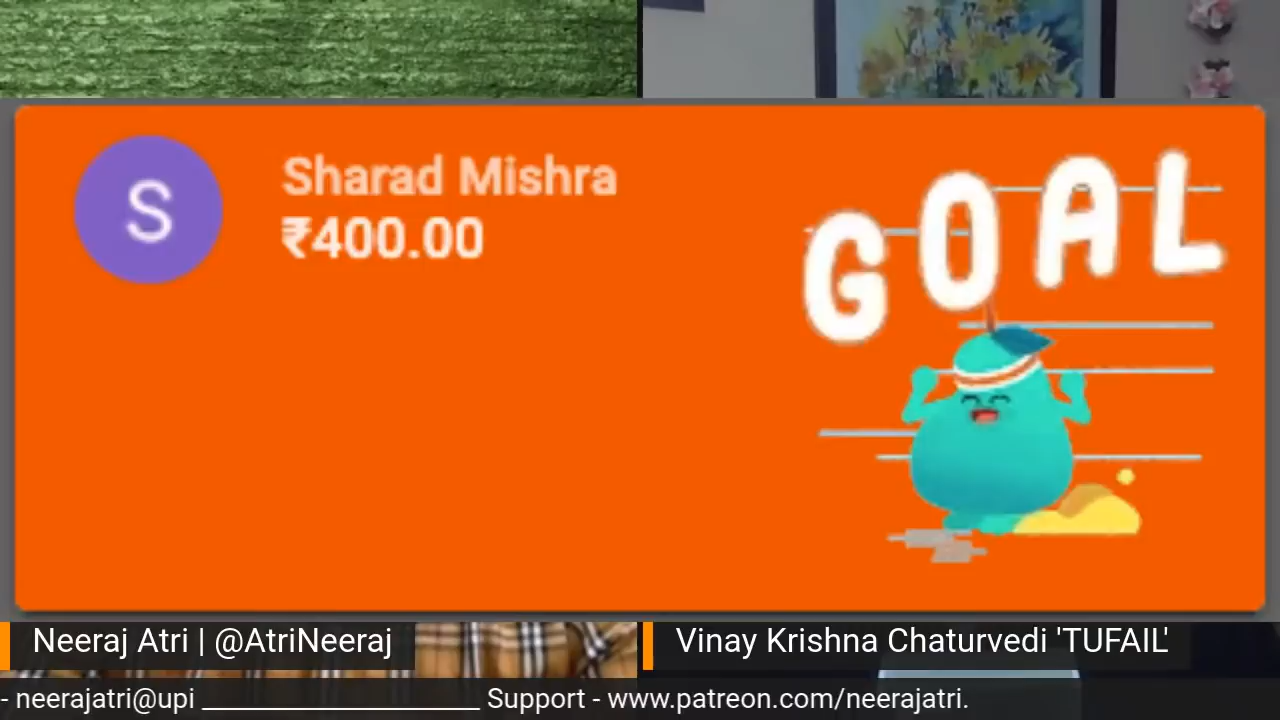 S
Sharad Mishra
₹400.00
GOAL
Neeraj Atri | @AtriNeeraj
Vinay Krishna Chaturvedi 'TUFAIL'
- neerajatri@upi ____________________ Support - www.patreon.com/neerajatri.